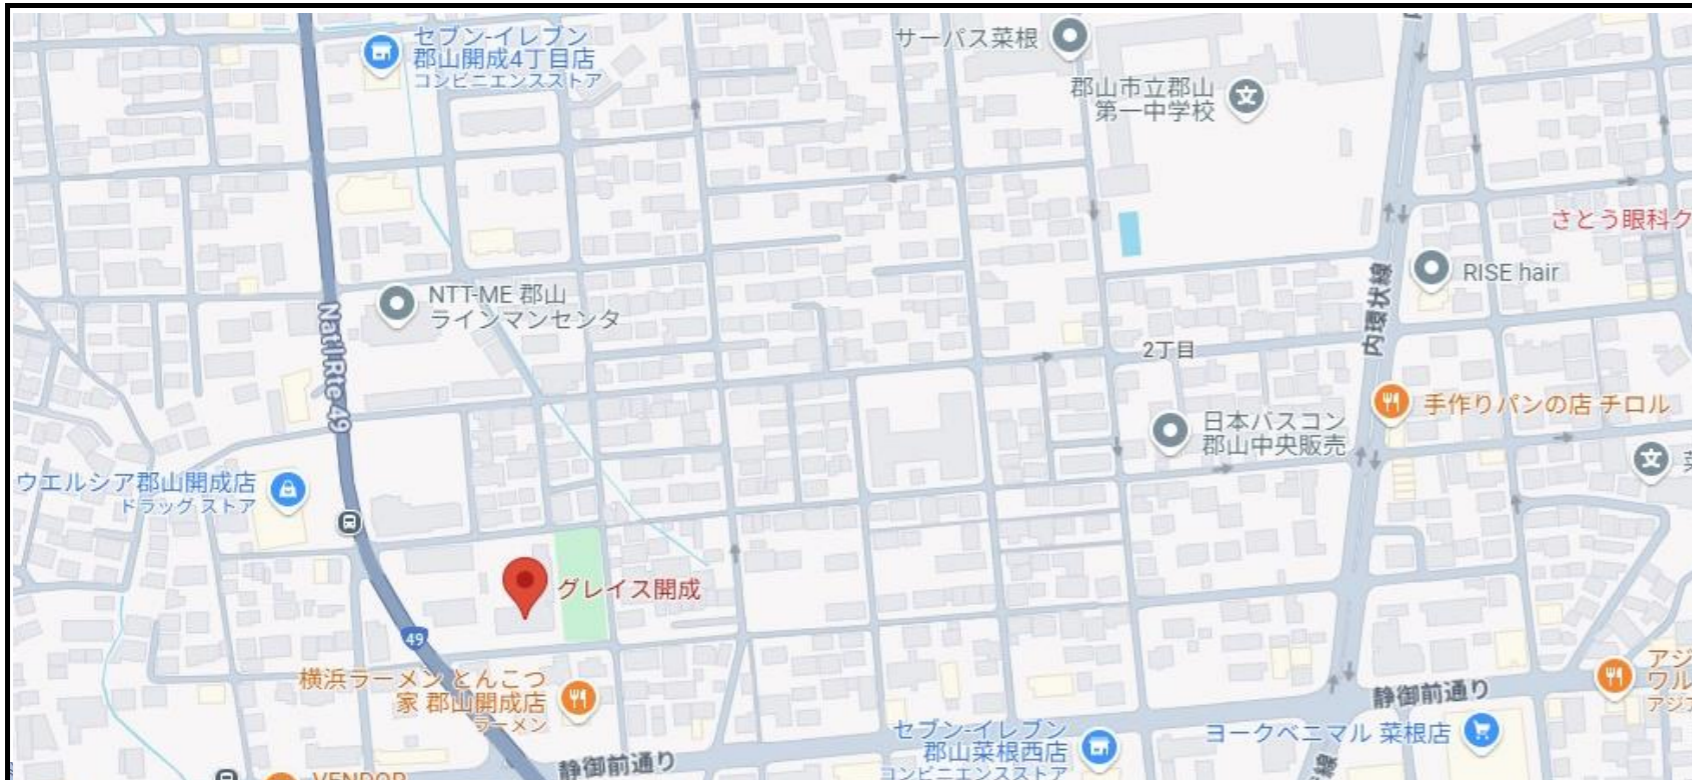 セブン-イレブン
郡山開成4丁目店
コンビニエンスストア
サーパス菜根
郡山市立郡山
第一中学校
さとう眼科ク
RISE hair
内環状線
NTT-ME 郡山
ラインマンセンタ
Nat'l Rte 49
2丁目
手作りパンの店 チロル
日本バスコン
郡山中央販売
ウエルシア郡山開成店
ドラッグ ストア
グレイス開成
49
横浜ラーメン とんこつ
家 郡山開成店
ラーメン
アジ
ワル
アジア
静御前通り
ヨークベニマル 菜根店
セブン-イレブン
郡山菜根西店
コンビニエンスストア
静御前通り
VENDOR
線